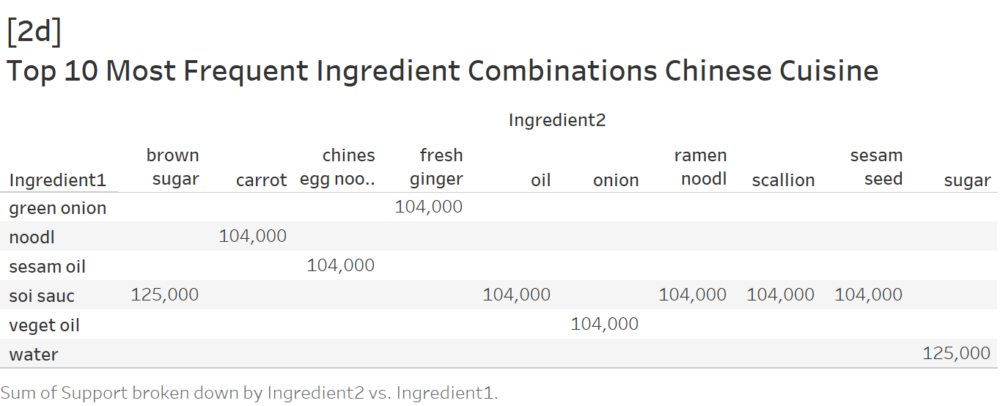 [2d]
Top 10 Most Frequent Ingredient Combinations Chinese Cuisine
Ingredient2
brown chines fresh ramen sesam
Ingredient1 sugar carrot egg noo.. ginger oil onion noodl scallion seed sugar
green onion 104,000
noodl 104,000
sesam oil 104,000
soi sauc 125,000 104,000 104,000 104,000 104,000
veget oil 104,000
water 125,000
Sum of Support broken down by Ingredient2 vs. Ingredient1.